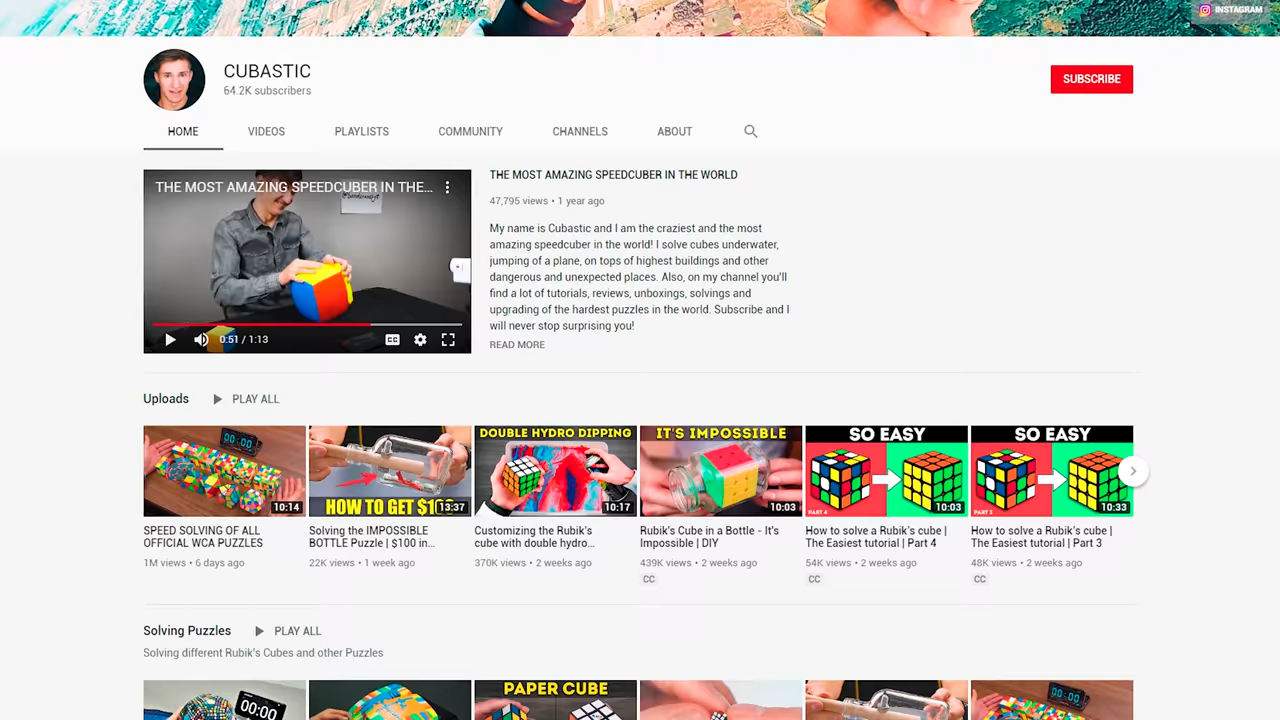 INSTAGRAM
CUBASTIC
64.2K subscribers
SUBSCRIBE
HOME VIDEOS PLAYLISTS COMMUNITY CHANNELS ABOUT
THE MOST AMAZING SPEEDCUBER IN THE...
0:51 / 1:13
THE MOST AMAZING SPEEDCUBER IN THE WORLD
47,795 views • 1 year ago
My name is Cubastic and I am the craziest and the most
amazing speedcuber in the world! I solve cubes underwater,
jumping of a plane, on tops of highest buildings and other
dangerous and unexpected places. Also, on my channel you'll
find a lot of tutorials, reviews, unboxings, solvings and
upgrading of the hardest puzzles in the world. Subscribe and I
will never stop surprising you!
READ MORE
Uploads PLAY ALL
00:00
10:14
SPEED SOLVING OF ALL
OFFICIAL WCA PUZZLES
1M views • 6 days ago
HOW TO GET $1
13:37
Solving the IMPOSSIBLE
BOTTLE Puzzle | $100 in...
22K views • 1 week ago
DOUBLE HYDRO DIPPING
10:17
Customizing the Rubik's
cube with double hydro...
370K views • 2 weeks ago
IT'S IMPOSSIBLE
10:03
Rubik's Cube in a Bottle - It's
Impossible | DIY
439K views • 2 weeks ago
CC
SO EASY
PART 4
10:03
How to solve a Rubik's cube |
The Easiest tutorial | Part 4
54K views • 2 weeks ago
CC
SO EASY
PART 3
10:33
How to solve a Rubik's cube |
The Easiest tutorial | Part 3
48K views • 2 weeks ago
CC
Solving Puzzles PLAY ALL
Solving different Rubik's Cubes and other Puzzles
00:00
PAPER CUBE
00:00